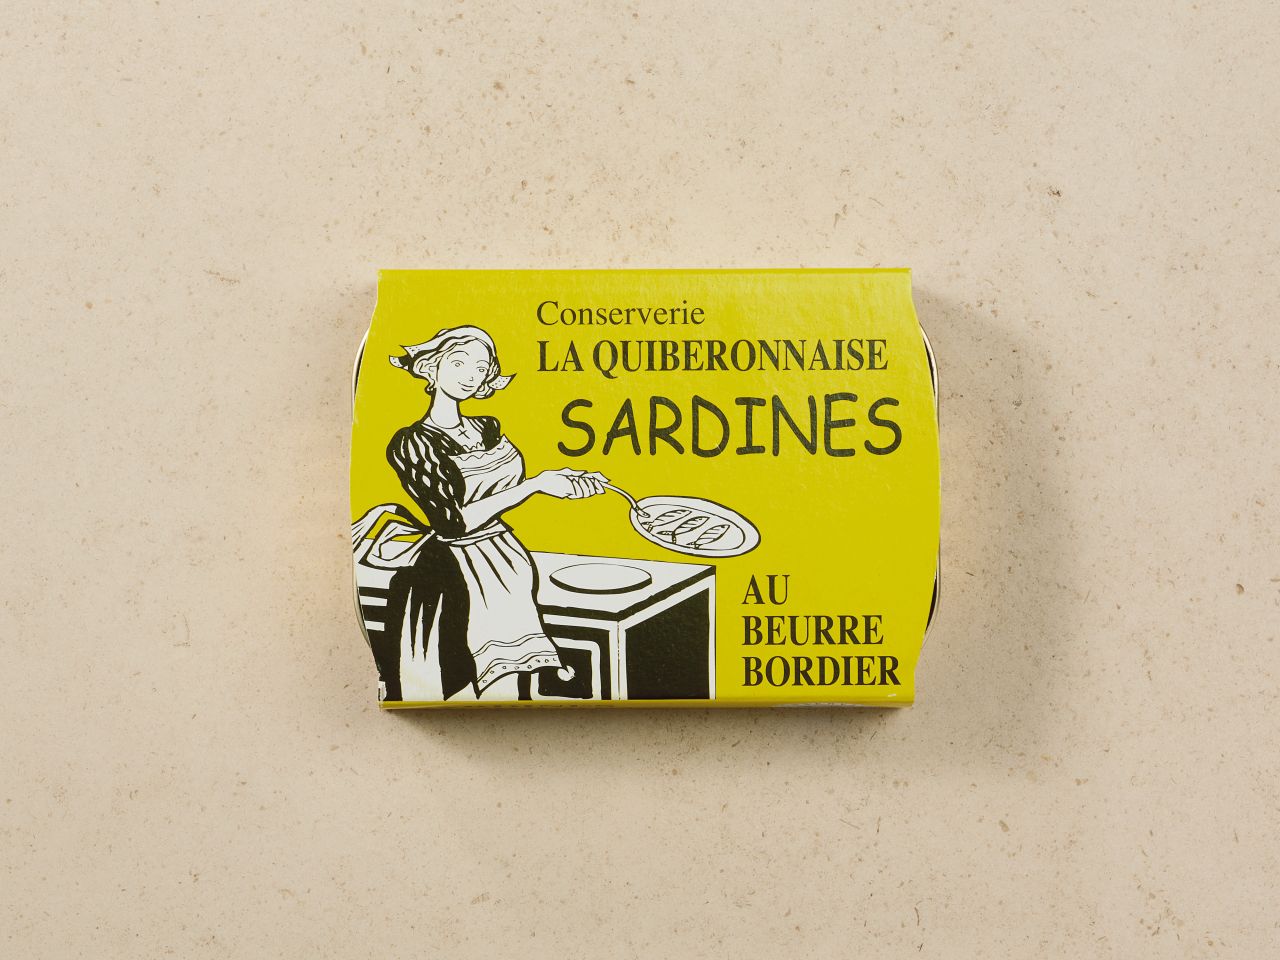 Conserverie
LA QUIBERONNAISE
SARDINES
AU
BEURRE
BORDIER